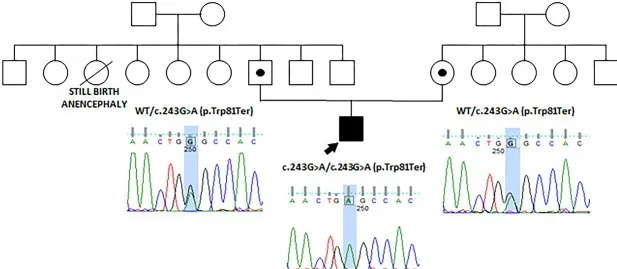 STILL BIRTH
ANENCEPHALY
WT/c.243G>A (p.Trp81Ter)
A A C T G G G C C A C
250
c.243G>A/c.243G>A (p.Trp81Ter)
A A C T G A G C C A C
250
WT/c.243G>A (p.Trp81Ter)
A A C T G G G C C A C
250